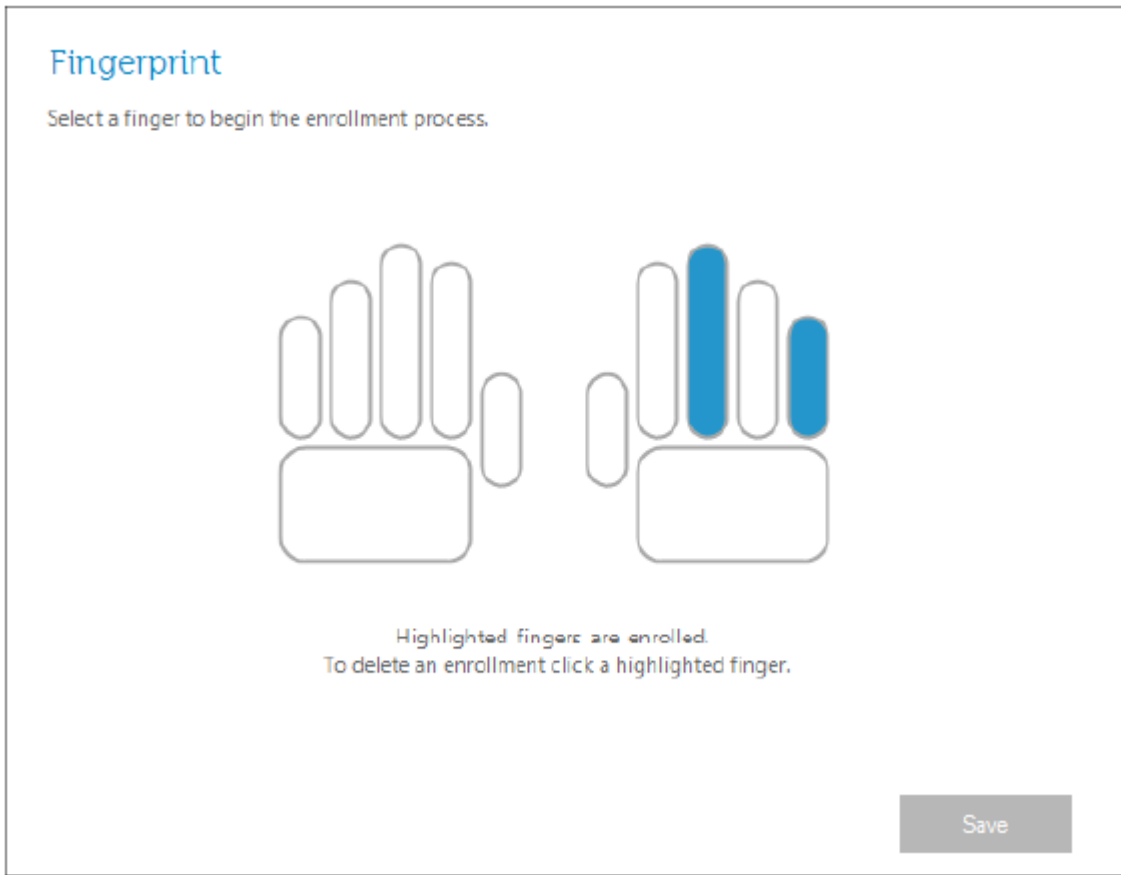 Fingerprint
Select a finger to begin the enrollment process.
Highlighted fingers are enrolled.
To delete an enrollment click a highlighted finger.
Save